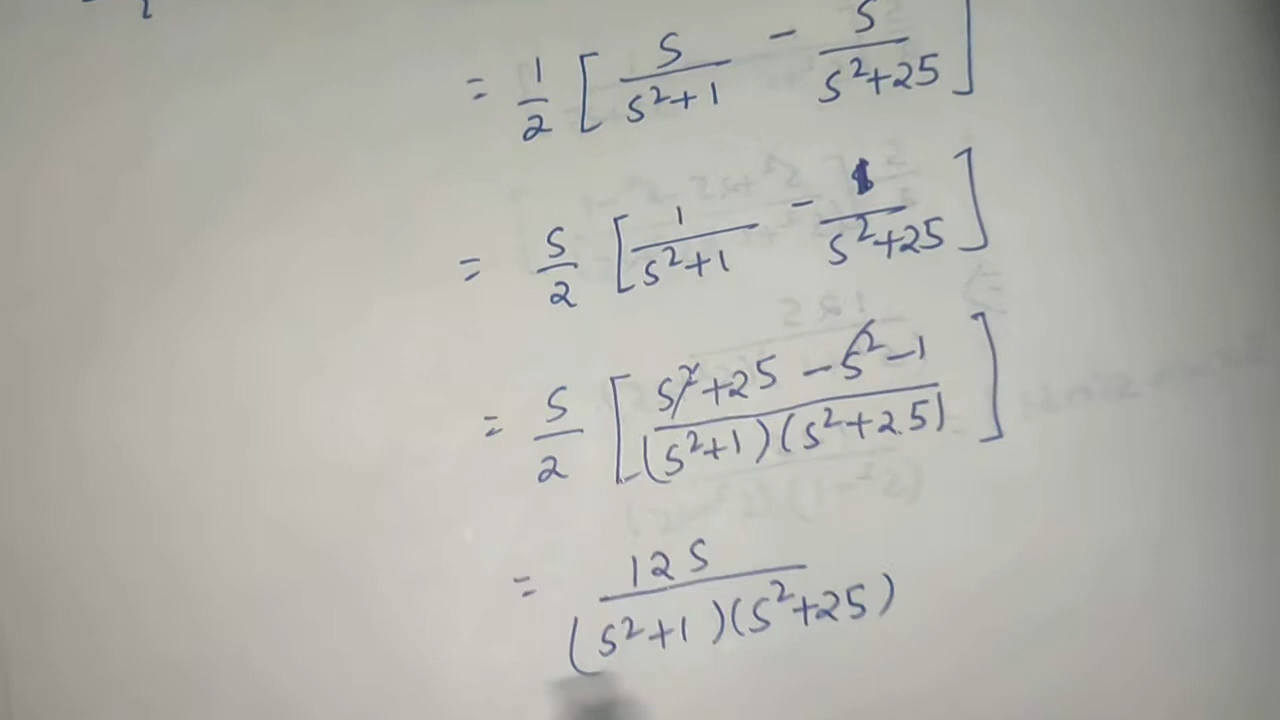 = 1/2 [ s/(s²+1) - s/(s²+25) ]
= s/2 [ 1/(s²+1) - 1/(s²+25) ]
= s/2 [ (s²+25 - s² - 1)/((s²+1)(s²+25)) ]
= 12s/((s²+1)(s²+25))